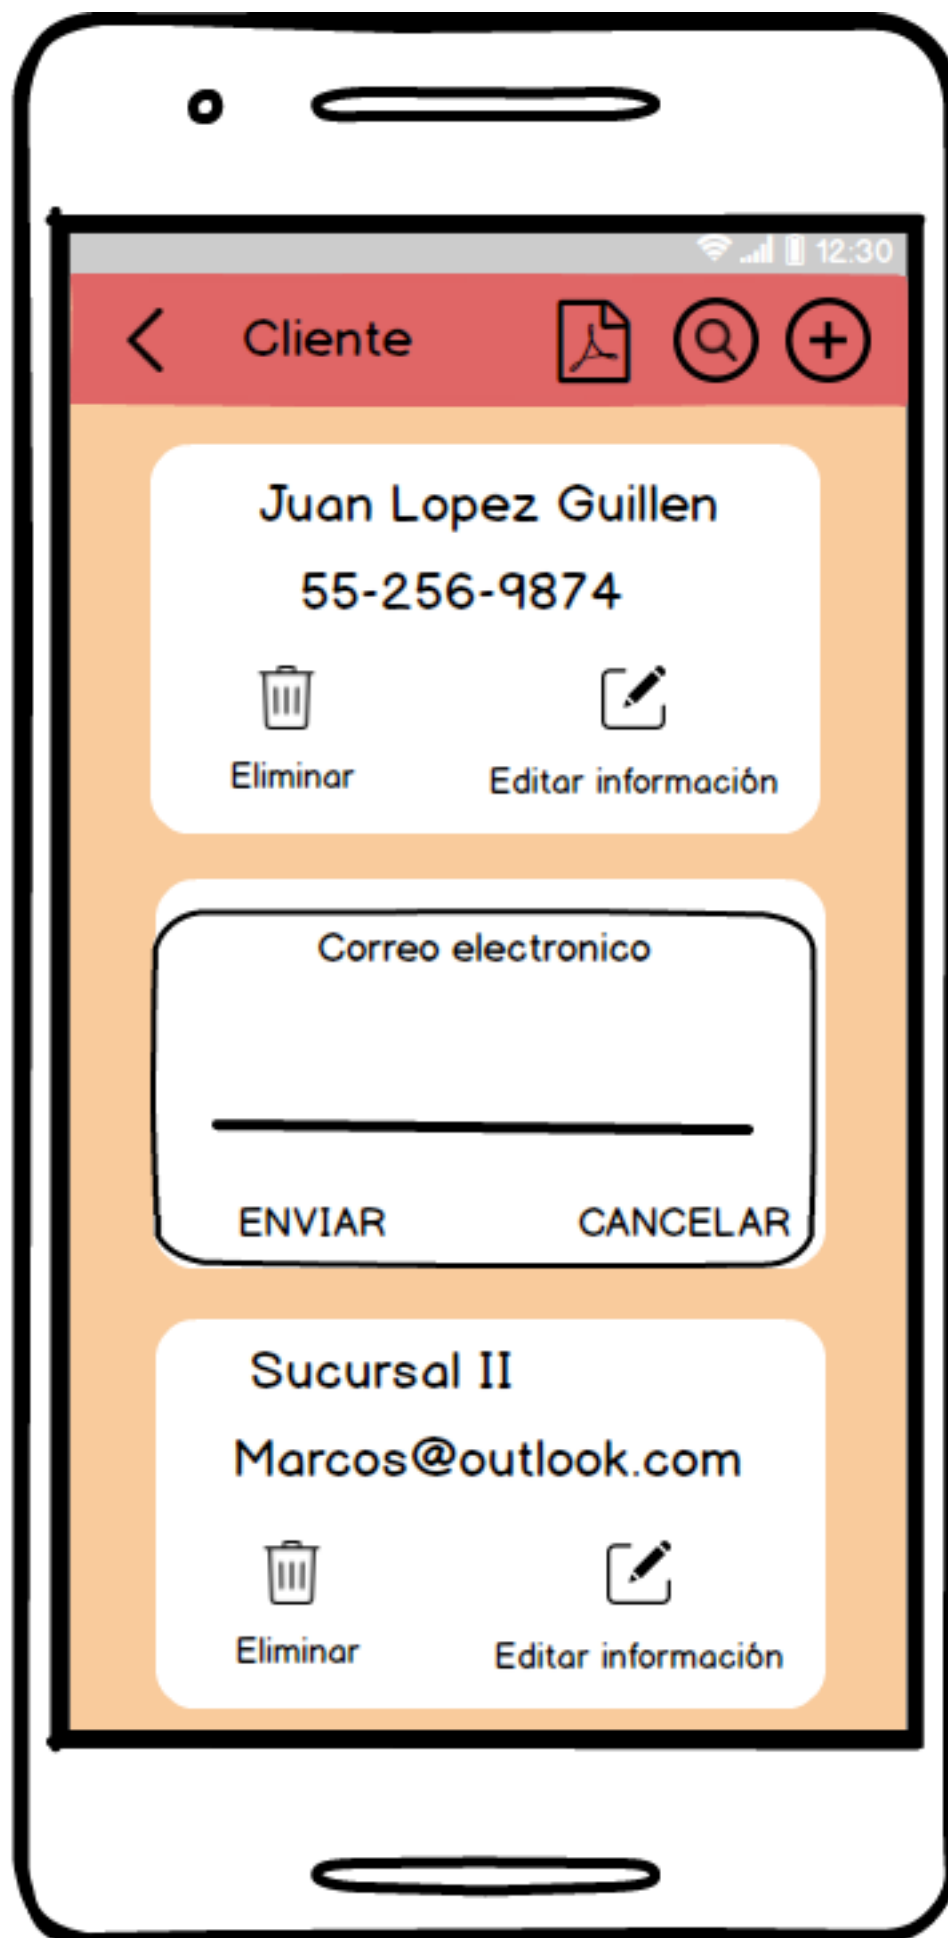 12:30
Cliente
Juan Lopez Guillen
55-256-9874
Eliminar Editar información
Correo electronico
ENVIAR CANCELAR
Sucursal II
Marcos@outlook.com
Eliminar Editar información